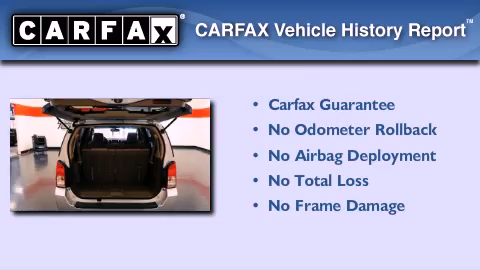 CARFAX
CARFAX Vehicle History Report™
• Carfax Guarantee
• No Odometer Rollback
• No Airbag Deployment
• No Total Loss
• No Frame Damage